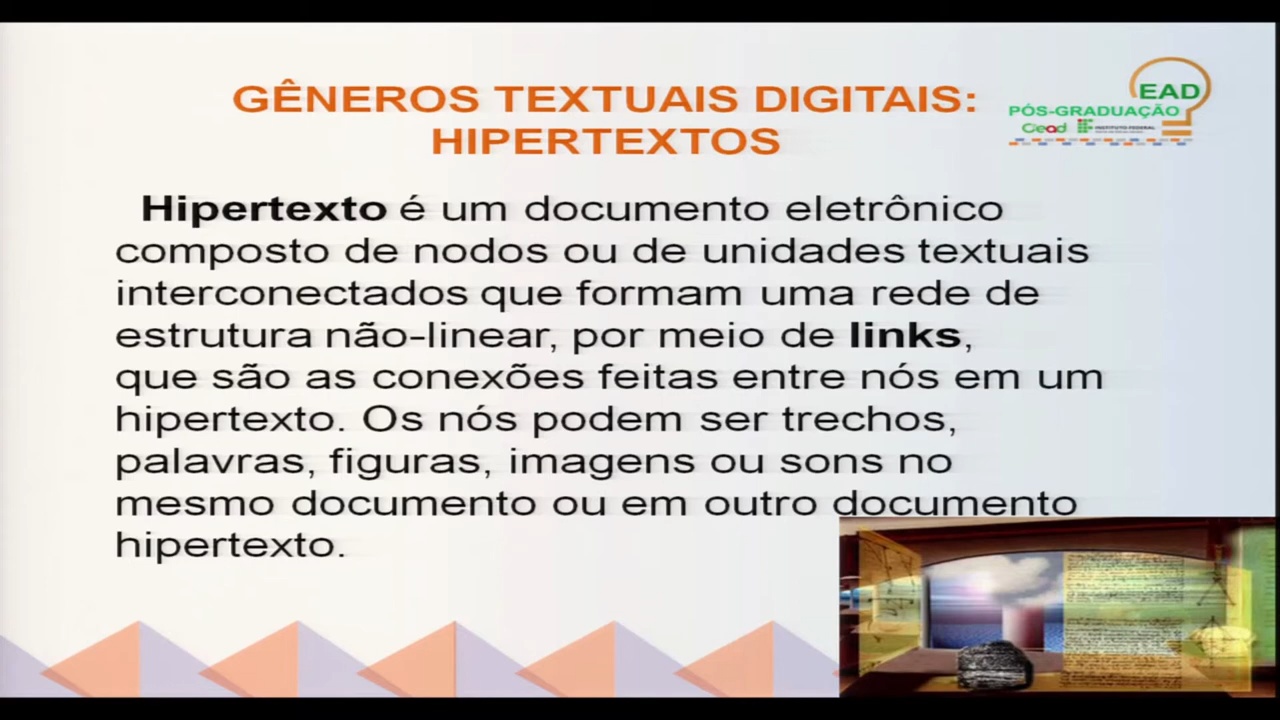 GÊNEROS TEXTUAIS DIGITAIS:
HIPERTEXTOS
EAD
PÓS-GRADUAÇÃO
Cead
INSTITUTO FEDERAL
Hipertexto é um documento eletrônico
composto de nodos ou de unidades textuais
interconectados que formam uma rede de
estrutura não-linear, por meio de links,
que são as conexões feitas entre nós em um
hipertexto. Os nós podem ser trechos,
palavras, figuras, imagens ou sons no
mesmo documento ou em outro documento
hipertexto.